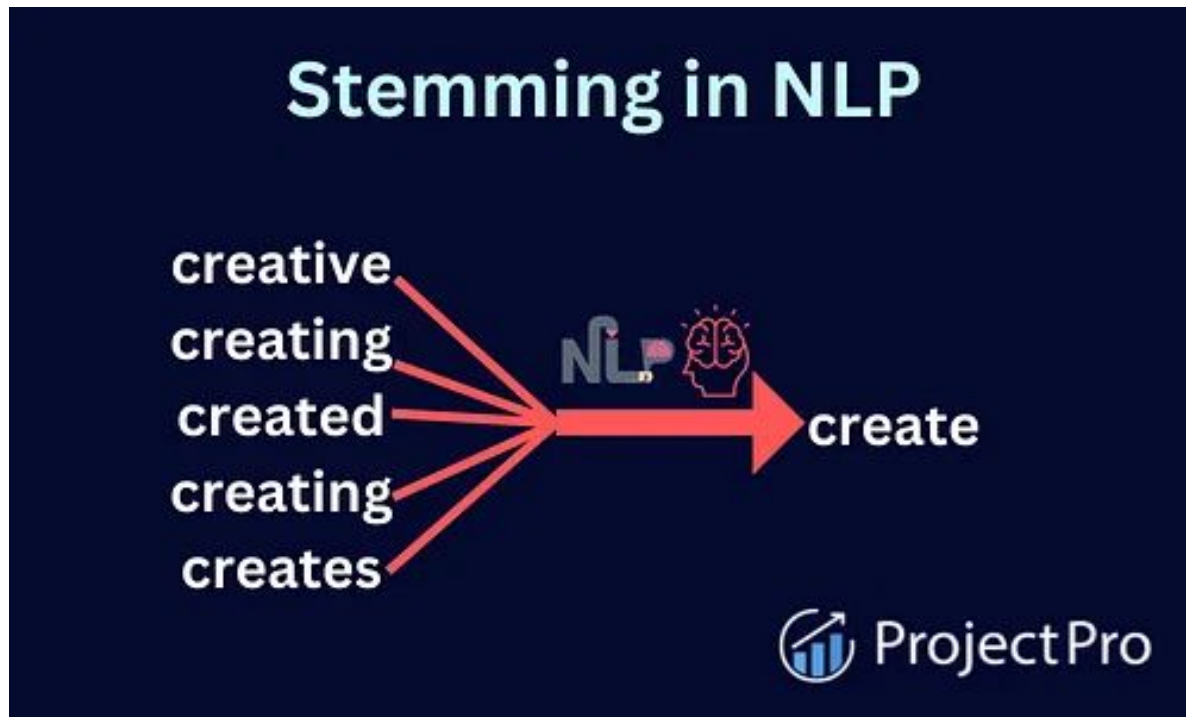 Stemming in NLP
creative
creating
created
creating
creates
NLP
create
ProjectPro